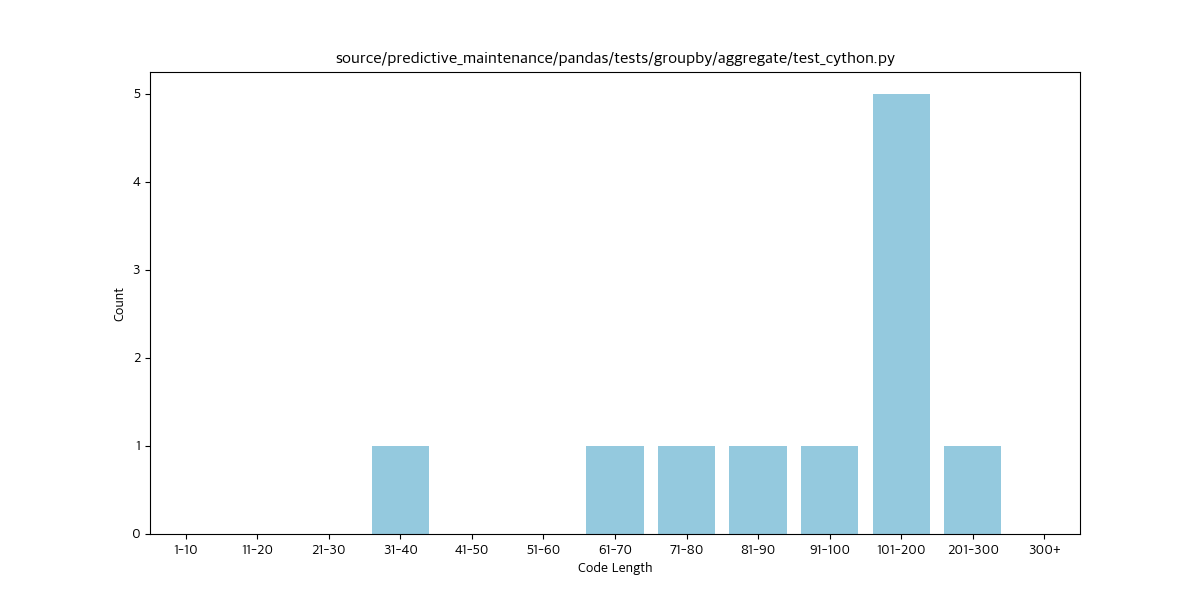 source/predictive_maintenance/pandas/tests/groupby/aggregate/test_cython.py
Count
5
4
3
2
1
0
1-10 11-20 21-30 31-40 41-50 51-60 61-70 71-80 81-90 91-100 101-200 201-300 300+
Code Length